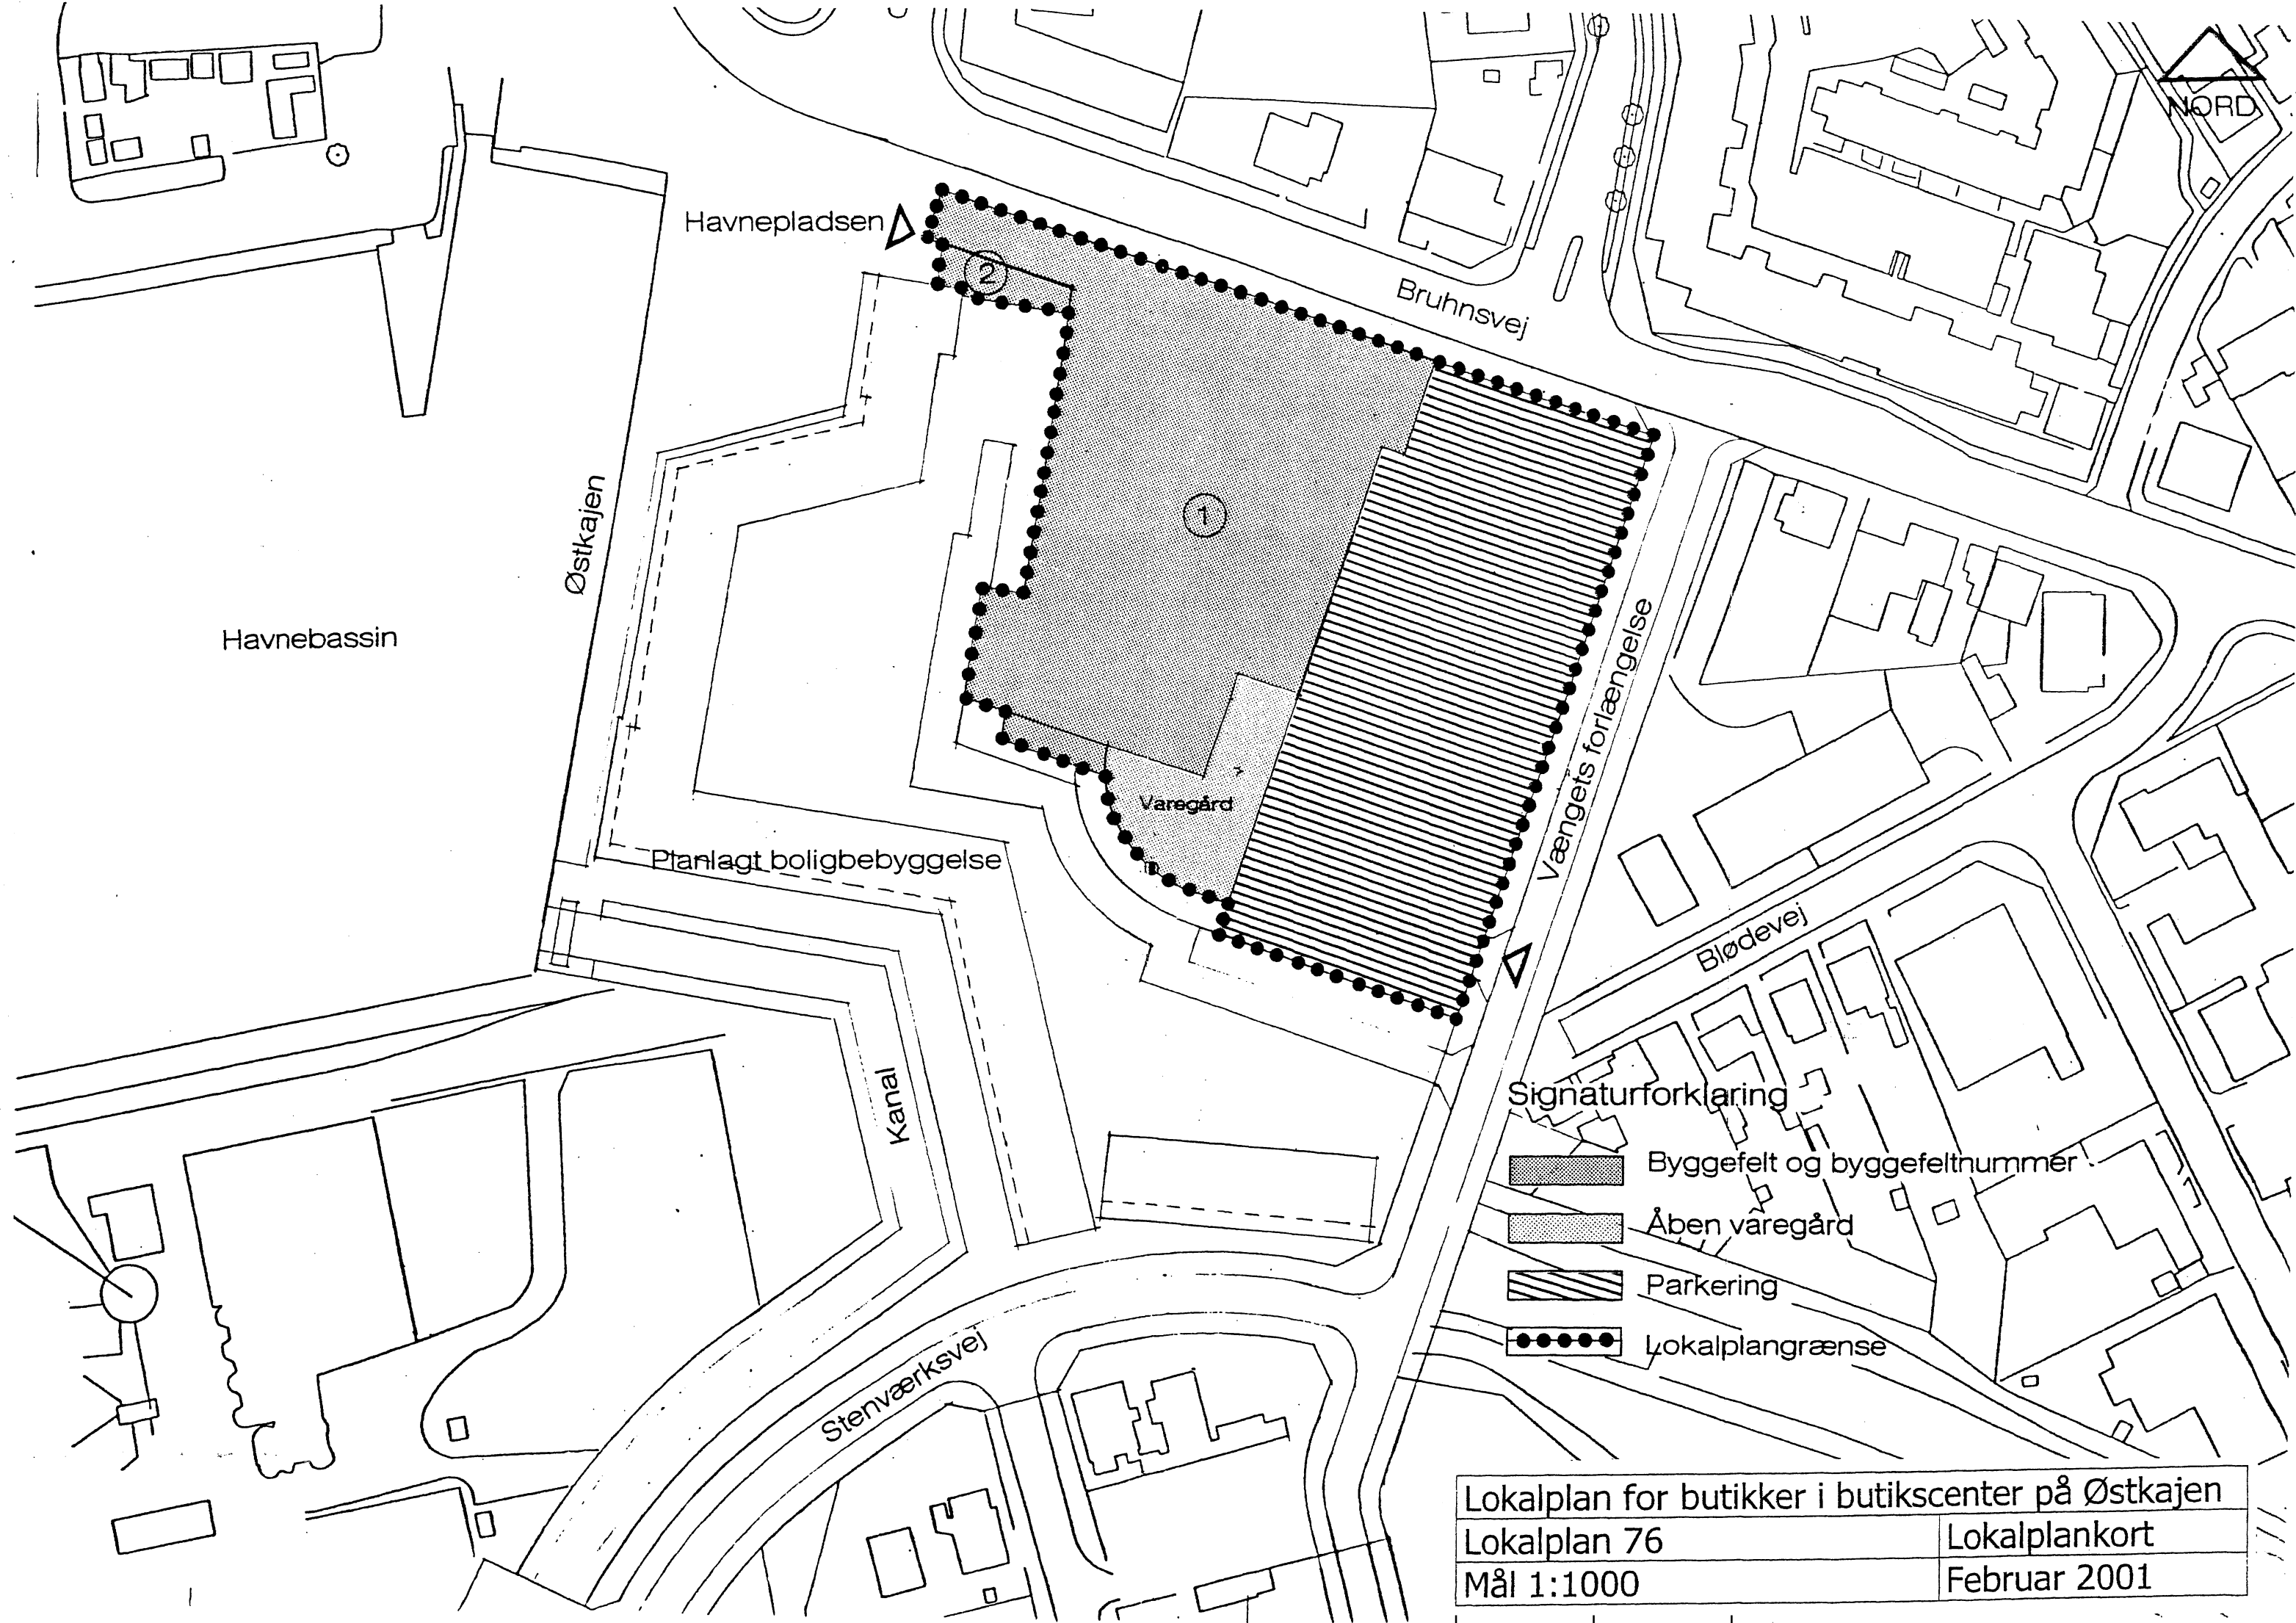 NORD
Havnepladsen
2
Bruhnsvej
1
Østkajen
Havnebassin
Vængets forlængelse
Varegård
Planlagt boligbebyggelse
Blødevej
Kanal
Signaturforklaring
Byggefelt og byggefeltnummer
Åben varegård
Parkering
Lokalplangrænse
Stenværksvej
Lokalplan for butikker i butikscenter på Østkajen
Lokalplan 76
Lokalplankort
Mål 1:1000
Februar 2001